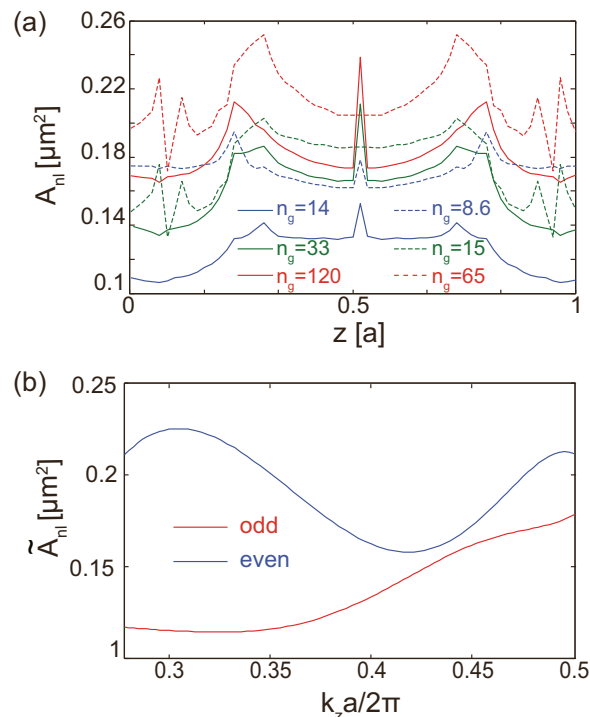 (a)
0.26
0.22
0.18
0.14
0.1
A_nl [μm²]
n_g=14
n_g=8.6
n_g=33
n_g=15
n_g=120
n_g=65
0
0.5
1
z [a]
(b)
0.25
0.2
0.15
1
Ã_nl [μm²]
odd
even
0.3
0.35
0.4
0.45
0.5
k_z a/2π